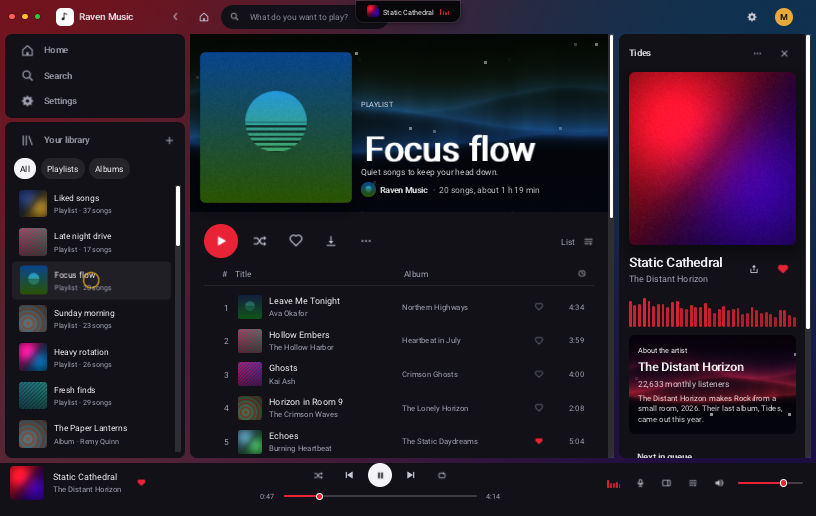 Raven Music
What do you want to play?
Static Cathedral
M
Home
Search
Settings
Your library
All
Playlists
Albums
Liked songs
Playlist · 37 songs
Late night drive
Playlist · 17 songs
Focus flow
Playlist · 20 songs
Sunday morning
Playlist · 23 songs
Heavy rotation
Playlist · 26 songs
Fresh finds
Playlist · 29 songs
The Paper Lanterns
Album · Remy Quinn
PLAYLIST
Focus flow
Quiet songs to keep your head down.
Raven Music · 20 songs, about 1 h 19 min
List
# Title Album
1 Leave Me Tonight Northern Highways 4:34
Ava Okafor
2 Hollow Embers Heartbeat in July 3:59
The Hollow Harbor
3 Ghosts Crimson Ghosts 4:00
Kai Ash
4 Horizon in Room 9 The Lonely Horizon 2:08
The Crimson Waves
5 Echoes The Static Daydreams 5:04
Burning Heartbeat
Tides
Static Cathedral
The Distant Horizon
About the artist
The Distant Horizon
22,633 monthly listeners
The Distant Horizon makes Rock from a
small room, 2026. Their last album, Tides,
came out this year.
Next in queue
Static Cathedral
The Distant Horizon
0:47
4:14